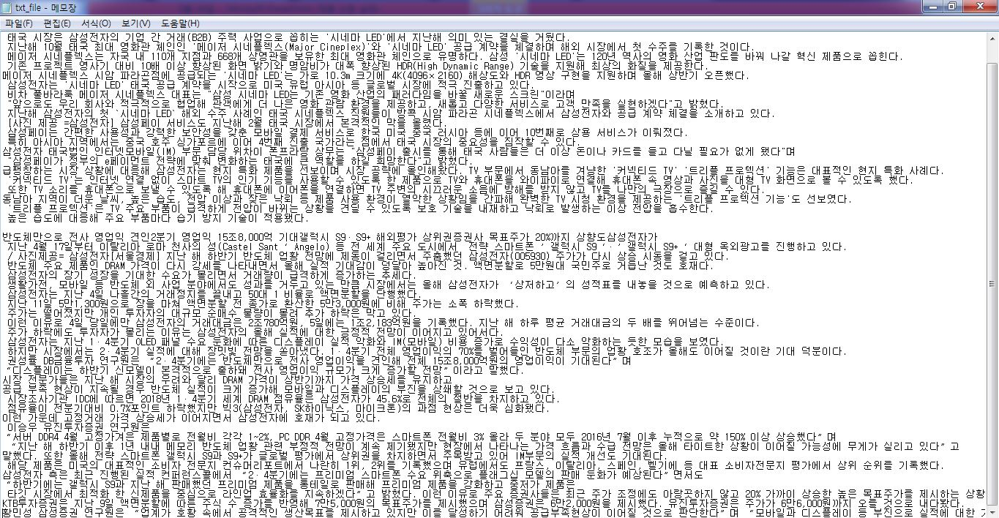 txt_file - 메모장
파일(F) 편집(E) 서식(O) 보기(V) 도움말(H)
태국 시장은 삼성전자의 기업 간 거래(B2B) 주력 사업으로 꼽히는 '시네마 LED'에서 지난해 의미 있는 결실을 거뒀다.
지난해 10월 태국 최대 영화관 체인인 '메이저 시네플렉스(Major Cineplex)'와 '시네마 LED' 공급 계약을 체결하며 해외 시장에서 첫 수주를 기록한 것이다.
메이저 시네플렉스는 자국 내 110개 지점과 668개 상영관을 보유한 최대 영화관 체인으로 유명하다. 삼성 '시네마 LED'는 120년 역사의 영화 산업 판도를 바꿔 나갈 혁신 제품으로 꼽힌다.
기존 프로젝트 영사기 대비 10배 이상 향상된 화면 밝기와 명암비가 대폭 향상된 HDR(High Dynamic Range) 기술을 지원해 최상의 화질을 제공한다.
메이저 시네플렉스 시암 파라곤점에 공급되는 '시네마 LED'는 가로 10.3m 크기에 4K(4096×2160) 해상도와 HDR 영상 구현을 지원하며 올해 상반기 오픈했다.
삼성전자는 '시네마 LED' 태국 공급 계약을 시작으로 미국 유럽 아시아 등 글로벌 시장에 적극 진출하고 있다.
비차 풀바라룩 메이저 시네플렉스 대표는 "삼성 시네마 LED는 기존 영화 산업의 패러다임을 바꿀 새로운 스크린"이라며
"앞으로도 우리 회사와 적극적으로 협업해 관객에게 더 나은 영화 관람 환경을 제공하고, 새롭고 다양한 서비스로 고객 만족을 실현하겠다"고 밝혔다.
지난해 삼성전자의 첫 '시네마 LED' 해외 수주 사례인 태국 시네플렉스 직원들이 방콕 시암 파라곤 시네플렉스에서 삼성전자와 공급 계약 체결을 소개하고 있다.
[사진 제공 =삼성전자] 삼성페이 서비스도 지난해 2월 태국 시장에서 본격적인 막을 올렸다.
삼성페이는 간편한 사용성과 강력한 보안성을 갖춘 모바일 결제 서비스로 한국 미국 중국 러시아 등에 이어 10번째로 상용 서비스가 이뤄졌다.
특히 아시아 지역에서는 중국 호주 싱가포르에 이어 4번째 진출 국가라는 점에서 태국 시장의 중요성을 짐작할 수 있다.
삼성전자 태국법인 인터넷모바일(IM) 부문 담당 위차이 폰프라탕 상무는 "삼성페이 출시를 통해 태국 사람들은 더 이상 돈이나 카드를 들고 다닐 필요가 없게 됐다"며
"삼성페이가 정부의 e페이먼트 전략에 맞춰 변화하는 태국에 큰 역할을 하길 희망한다"고 밝혔다.
급팽창하는 시장 상황에 대응해 삼성전자는 현지 특화 제품을 선보이며 시장 공략에 몰인해왔다. TV 부문에서 동남아를 겨냥한 '커넥티드 TV' '트리플 프로텍션' 기능은 대표적인 현지 특화 사례다.
'커넥티드 TV'는 인터넷 연결 없이 스마트 TV의 인기 기능을 사용할 수 있도록 한 제품으로 TV와 휴대폰을 와이파이로 연결해 휴대폰 속 영상과 사진을 대형 TV 화면으로 볼 수 있도록 했다.
또한 TV 소리를 휴대폰으로 보낼 수 있도록 해 휴대폰에 이어폰을 연결하면 TV 주변의 시끄러운 소음에 방해를 받지 않고 TV를 나만의 극장으로 즐길 수 있다.
동남아 지역이 더운 날씨, 높은 습도, 전압 이상과 잦은 낙뢰 등 제품 사용 환경이 열악한 상황임을 간파해 완벽한 TV 시청 환경을 제공하는 '트리플 프로텍션 기능'도 선보였다.
'트리플 프로텍션'은 TV 주요 부품이 급격하게 전압이 바뀌는 상황을 견딜 수 있도록 보호 기술을 내재하고 낙뢰로 발생하는 이상 전압을 흡수한다.
높은 습도에 대응해 주요 부품마다 습기 방지 기술이 적용됐다.
반도체만으로 전사 영업익 견인2분기 영업익 15조8,000억 기대갤럭시 S9·S9+ 해외평가 상위권증권사 목표주가 20%까지 상향도삼성전자가
지난 4월 17일부터 이탈리아 로마 천사의 성(Castel Sant'Angelo) 등 전 세계 주요 도시에서 전략 스마트폰 ‘갤럭시 S9‘·‘갤럭시 S9+‘ 대형 옥외광고를 진행하고 있다.
/ 사진제공= 삼성전자[서울경제] 지난 해 하반기 반도체 업황 전망에 제동이 걸리면서 주춤했던 삼성전자(005930) 주가가 다시 상승 시동을 걸고 있다.
반도체 주요 제품인 DRAM 가격이 다시 강세를 나타내면서 올해 실적 기대감이 덩달아 높아진 것. 액면분할로 5만원대 국민주로 거듭난 것도 호재다.
삼성전자의 장기 성장을 기대한 수요가 몰리면서 거래량이 급격하게 증가하는 추세다.
생활가전, 모바일 등 반도체 외 사업 분야에서도 성과를 거두고 있는 만큼 시장에서는 올해 삼성전자가 ‘상저하고’의 성적표를 내놓을 것으로 예측하고 있다.
삼성전자는 지난 4일 나흘간의 거래정지를 끝내고 50대 1 비율로 액면분할을 단행했다.
지난 11일 5만1,300원으로 장을 마쳐 액면분할 전 종가로 환산한 5만3,000원에 비해 주가는 소폭 하락했다.
주가는 떨어졌지만 개인 투자자의 대규모 순매수 물량이 몰려 추가 하락은 막고 있다.
이런 이유로 4일 당일에만 삼성전자의 거래대금은 2조780억원, 5일에는 1조2,183억원을 기록했다. 지난 해 하루 평균 거래대금의 두 배를 뛰어넘는 수준이다.
주가 하락에도 투자자가 몰리는 이유는 삼성전자의 올해 실적에 대한 긍정적 전망이 이어지고 있어서다.
삼성전자는 지난 1·4분기 OLED 패널 수요 둔화에 따른 디스플레이 실적 악화와 IM(모바일) 비용 증가로 수익성이 다소 악화하는 듯한 모습을 보였다.
하지만 시장에서는 2·4분기 실적에 대해 장밋빛 전망을 쏟아냈다. 1·4분기 전체 영업이익의 70%를 벌어들인 반도체 부문의 업황 호조가 올해도 이어질 것이란 기대 덕분이다.
권성률 DB금융투자 연구원은 “2·4분기에는 반도체만으로 전사 영업이익을 견인해 전체 15조8,000억원의 영업이익이 기대된다”며
“디스플레이는 하반기 신모델이 본격적으로 출하돼 전사 영업이익 규모가 크게 증가할 전망”이라고 말했다.
시장 전문가들은 지난 해 시장의 우려와 달리 DRAM 가격이 상반기까지 가격 상승세를 유지하고
공급 부족 현상이 지속될 경우 반도체 실적이 크게 증가해 모바일과 디스플레이의 부진을 상쇄할 것으로 보고 있다.
시장조사기관 IDC에 따르면 2018년 1·4분기 세계 DRAM 점유율은 삼성전자가 45.6%로 전체의 절반을 차지하고 있다.
점유율이 전분기대비 0.7%포인트 하락했지만 빅3(삼성전자, SK하이닉스, 마이크론)의 과점 현상은 더욱 심화됐다.
이런 가운데 고정거래 가격 상승세가 이어지면서 삼성전자에 호재가 되고 있다.
이승우 유진투자증권 연구원은
“서버 DDR4 4월 고정가격은 제품별로 전월비 각각 1~2%, PC DDR 4월 고정가격은 스마트폰 전월비 3% 올라 두 분야 모두 2016년 7월 이후 누적으로 약 150% 이상 상승했다”며
“지난 해 하반기 이후 1년 내내 메모리 반도체 업황 관련 부정적 전망이 계속 제기됐지만 현장에서 나타나는 가격 흐름과 수급 전망은 올해 타이트한 상황이 이어질 가능성에 무게가 실리고 있다”고
말했다. 또한 올해 전략 스마트폰 갤럭시 S9과 S9+가 글로벌 평가에서 상위권을 차지하면서 주목받고 있어 IM부문의 실적 개선도 기대된다.
해당 제품은 미국의 대표적인 소비자 전문지 컨슈머리포트에서 나란히 1위, 2위를 기록했으며 유럽에서도 프랑스, 이탈리아, 스페인, 벨기에 등 대표 소비자전문지 평가에서 상위 순위를 기록했다.
삼성전자 측은 최근 진행된 실적 컨퍼런스콜에서 “2·4분기에는 프리미엄 스마트폰 수요 위축으로 플래그십 모델의 판매 둔화가 예상된다”면서도
“하반기에는 갤럭시 S9과 지난 해 판매했던 프리미엄 제품을 롱테일로 판매해 프리미엄 제품을 강화하고 중저가 제품은
타깃 시장에서 최적화 한 신제품을 중심으로 라인업 효율화를 지속하겠다”고 밝혔다. 이런 이유로 주요 증권사들은 최근 주가 조정에도 아랑곳하지 않고 20% 가까이 상승한 높은 목표주가를 제시하는 상황
KTB투자증권은 지난 9일 액면분할에 따른 주식 수 증가를 반영해 7만5,000원의 목표주가를 제시했으며 삼성증권은 6만2,000원을 제시했다. 유진투자증권은 주가가 6만6,000원까지 오를 것으로 내다봤다.
황민성 삼성증권 연구원은 “업계가 호황 속에서 공격적인 생산목표를 제시하고 있지만 이를 달성하기 어려워 공급부족현상이 이어질 것으로 판단한다”며 “모바일과 디스플레이 등 부진으로 실적에 대한